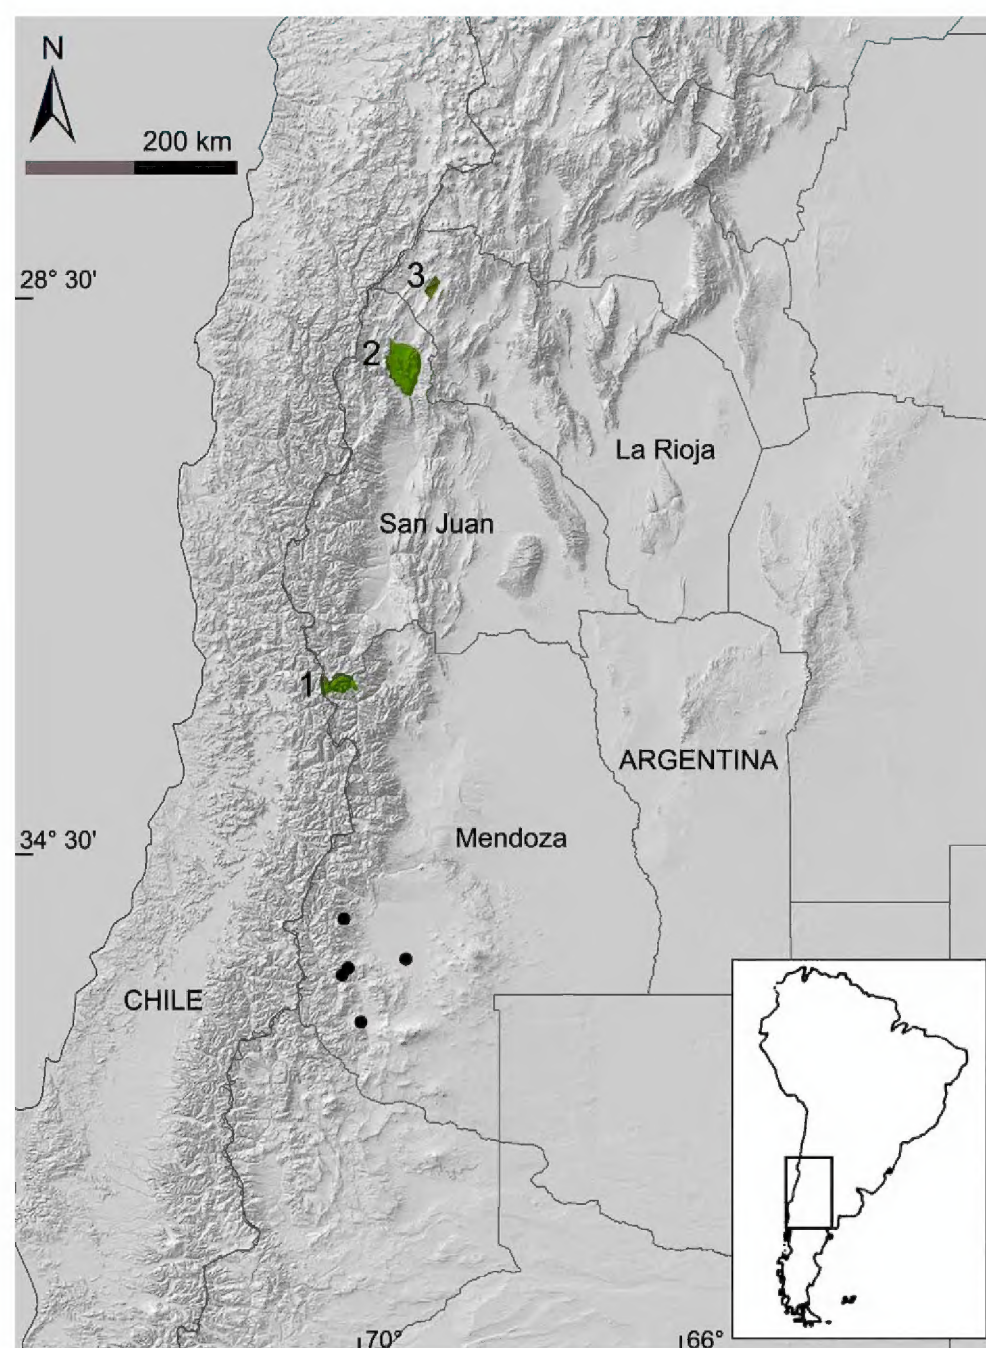 N
200 km
28° 30'
3
2
La Rioja
San Juan
1
ARGENTINA
Mendoza
34° 30'
CHILE
70°
66°